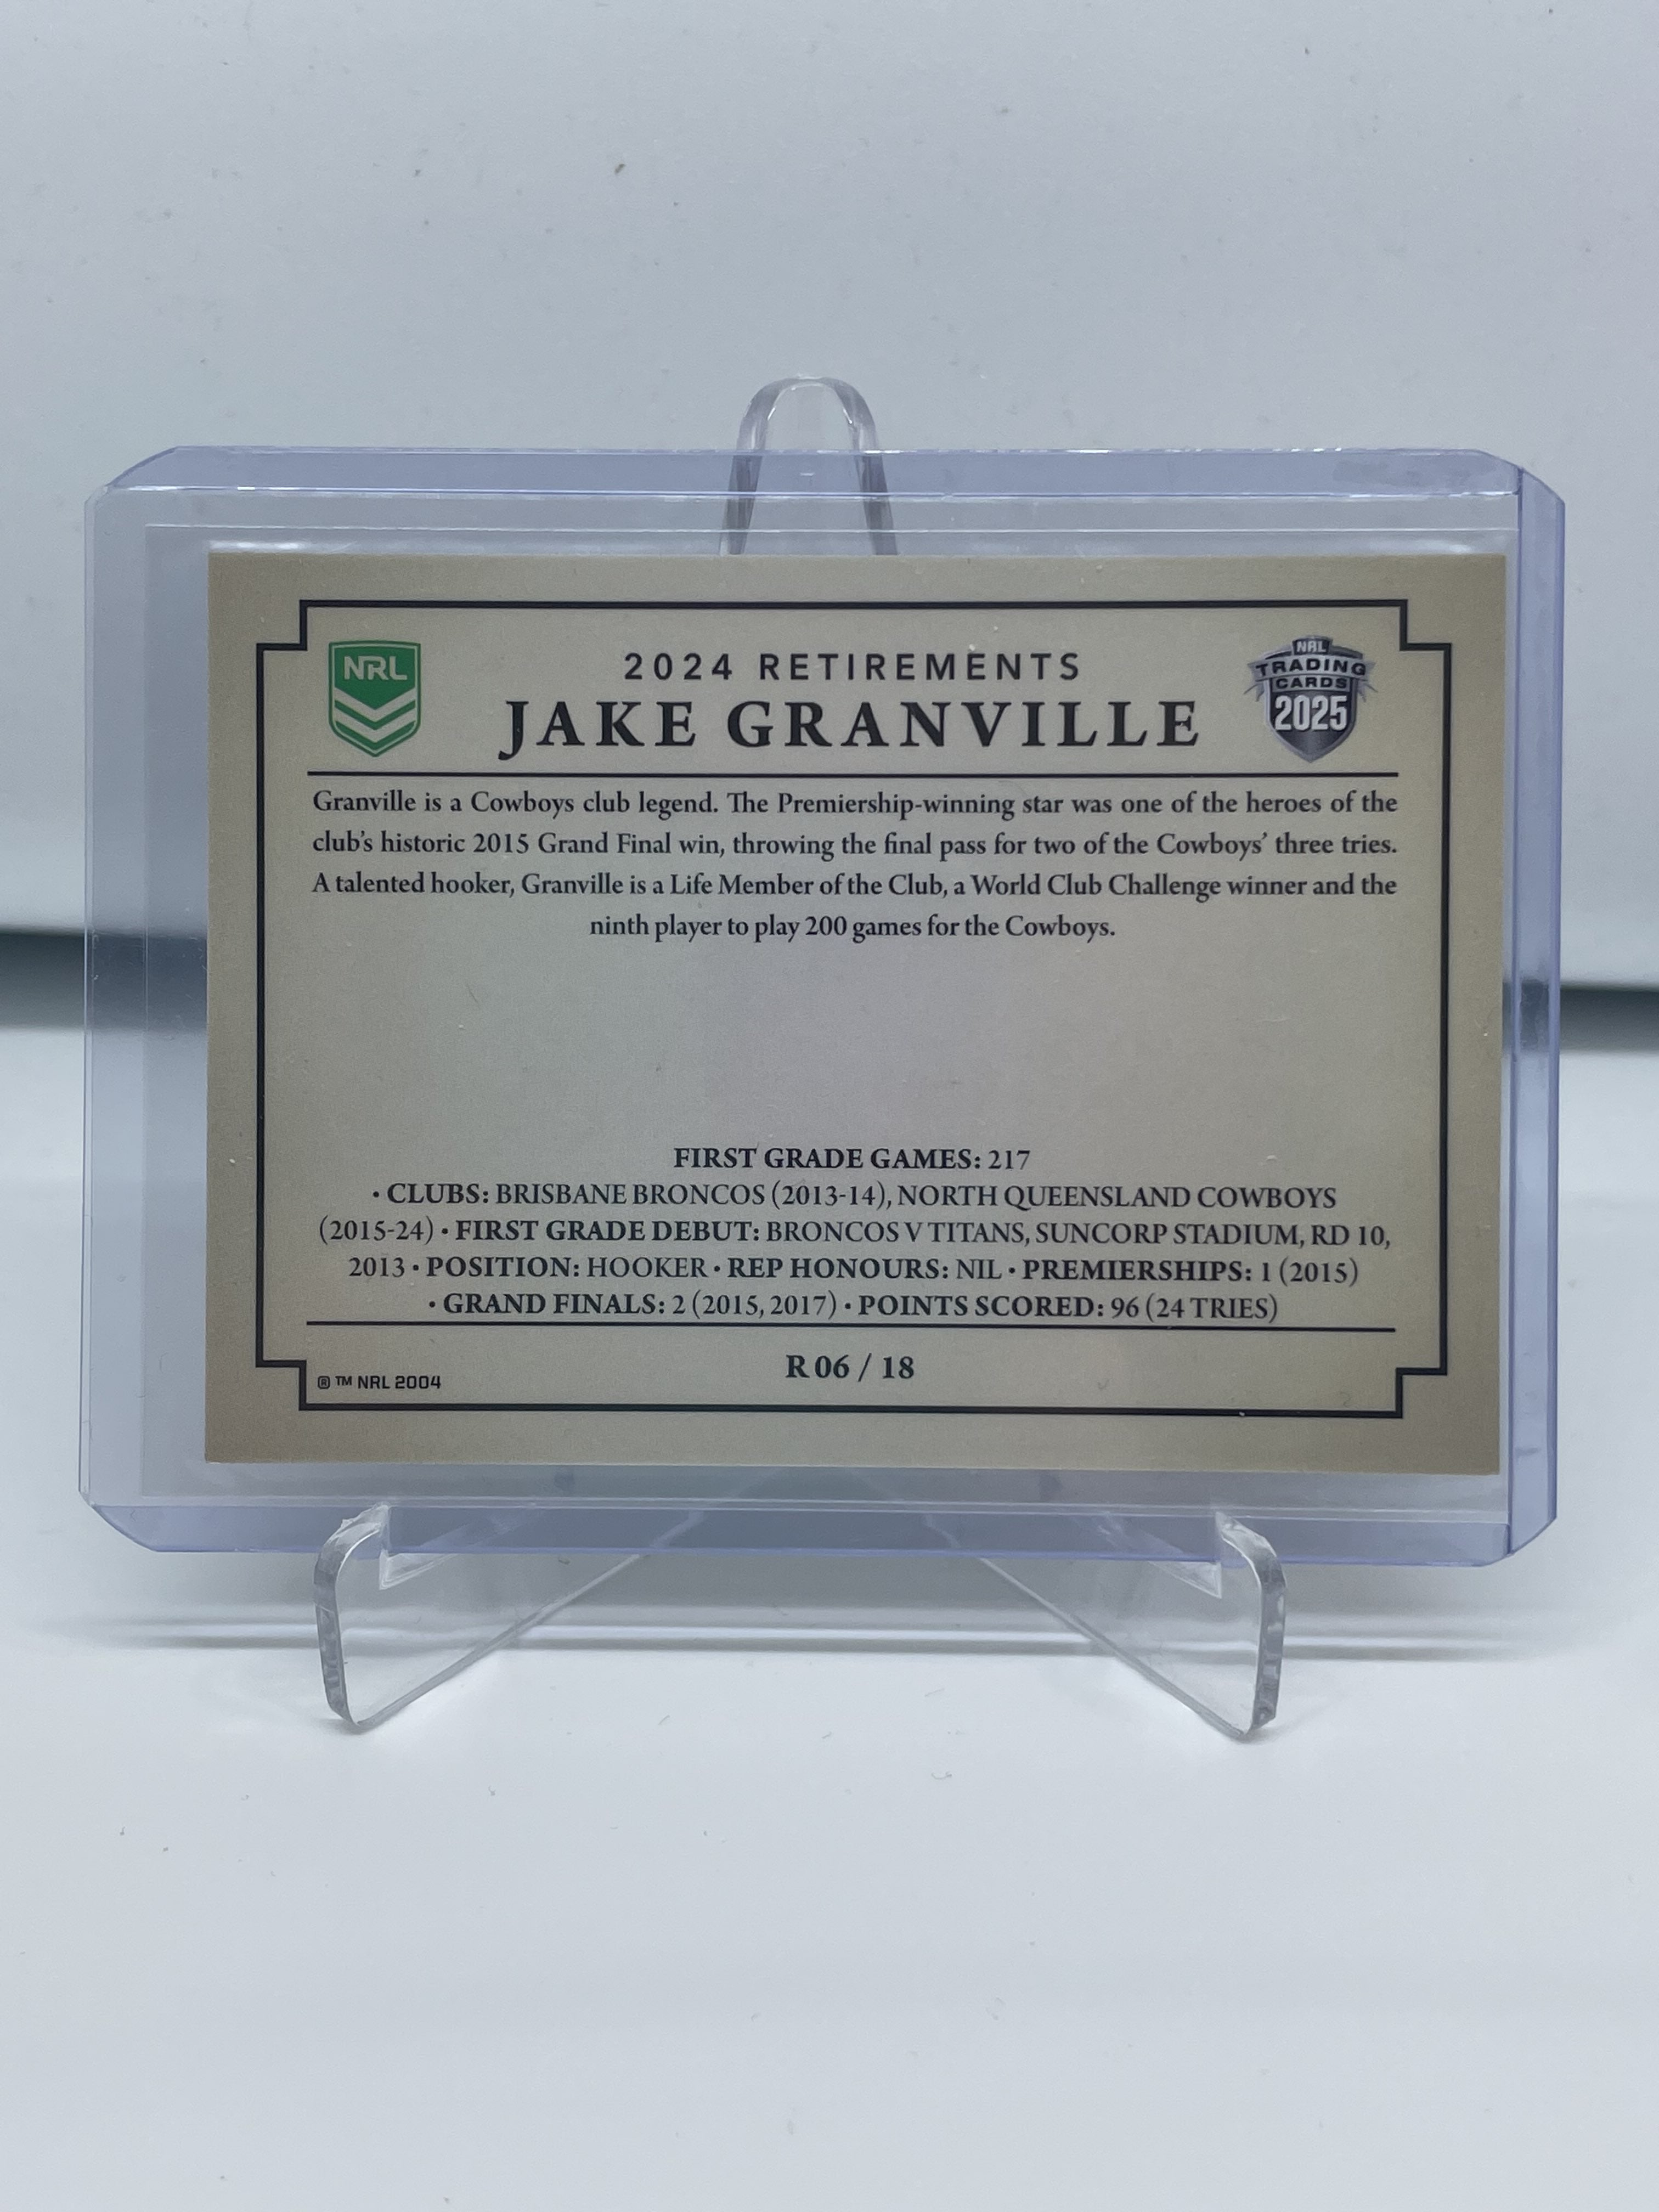 NRL
2024 RETIREMENTS
JAKE GRANVILLE
NRL
TRADING
CARDS
2025
Granville is a Cowboys club legend. The Premiership-winning star was one of the heroes of the
club's historic 2015 Grand Final win, throwing the final pass for two of the Cowboys' three tries.
A talented hooker, Granville is a Life Member of the Club, a World Club Challenge winner and the
ninth player to play 200 games for the Cowboys.
FIRST GRADE GAMES: 217
• CLUBS: BRISBANE BRONCOS (2013-14), NORTH QUEENSLAND COWBOYS
(2015-24) • FIRST GRADE DEBUT: BRONCOS V TITANS, SUNCORP STADIUM, RD 10,
2013 • POSITION: HOOKER • REP HONOURS: NIL • PREMIERSHIPS: 1 (2015)
• GRAND FINALS: 2 (2015, 2017) • POINTS SCORED: 96 (24 TRIES)
R 06 / 18
® ™ NRL 2004